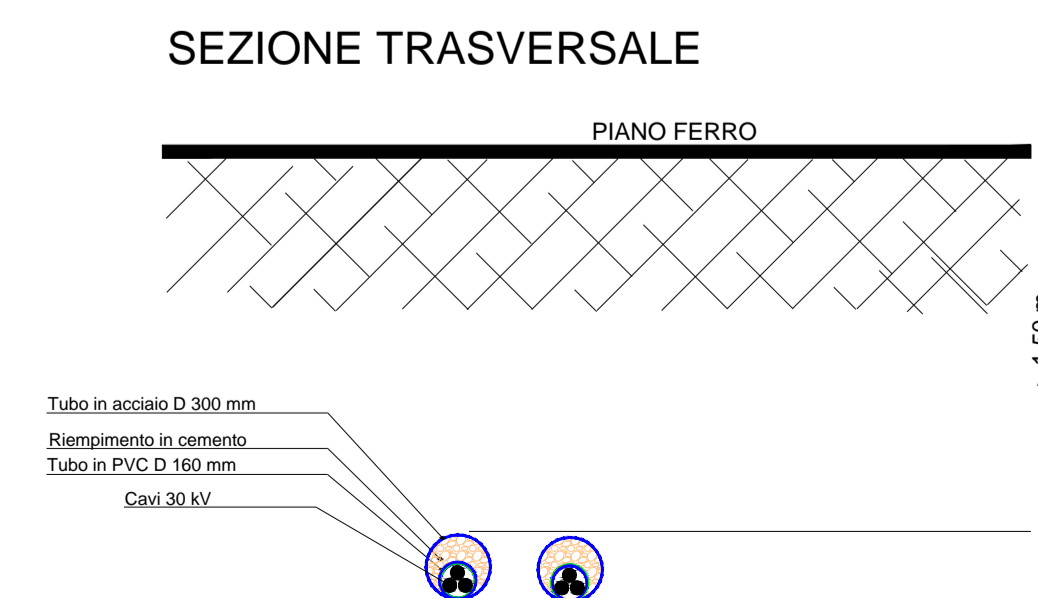 SEZIONE TRASVERSALE
PIANO FERRO
Tubo in acciaio D 300 mm
Riempimento in cemento
Tubo in PVC D 160 mm
Cavi 30 kV